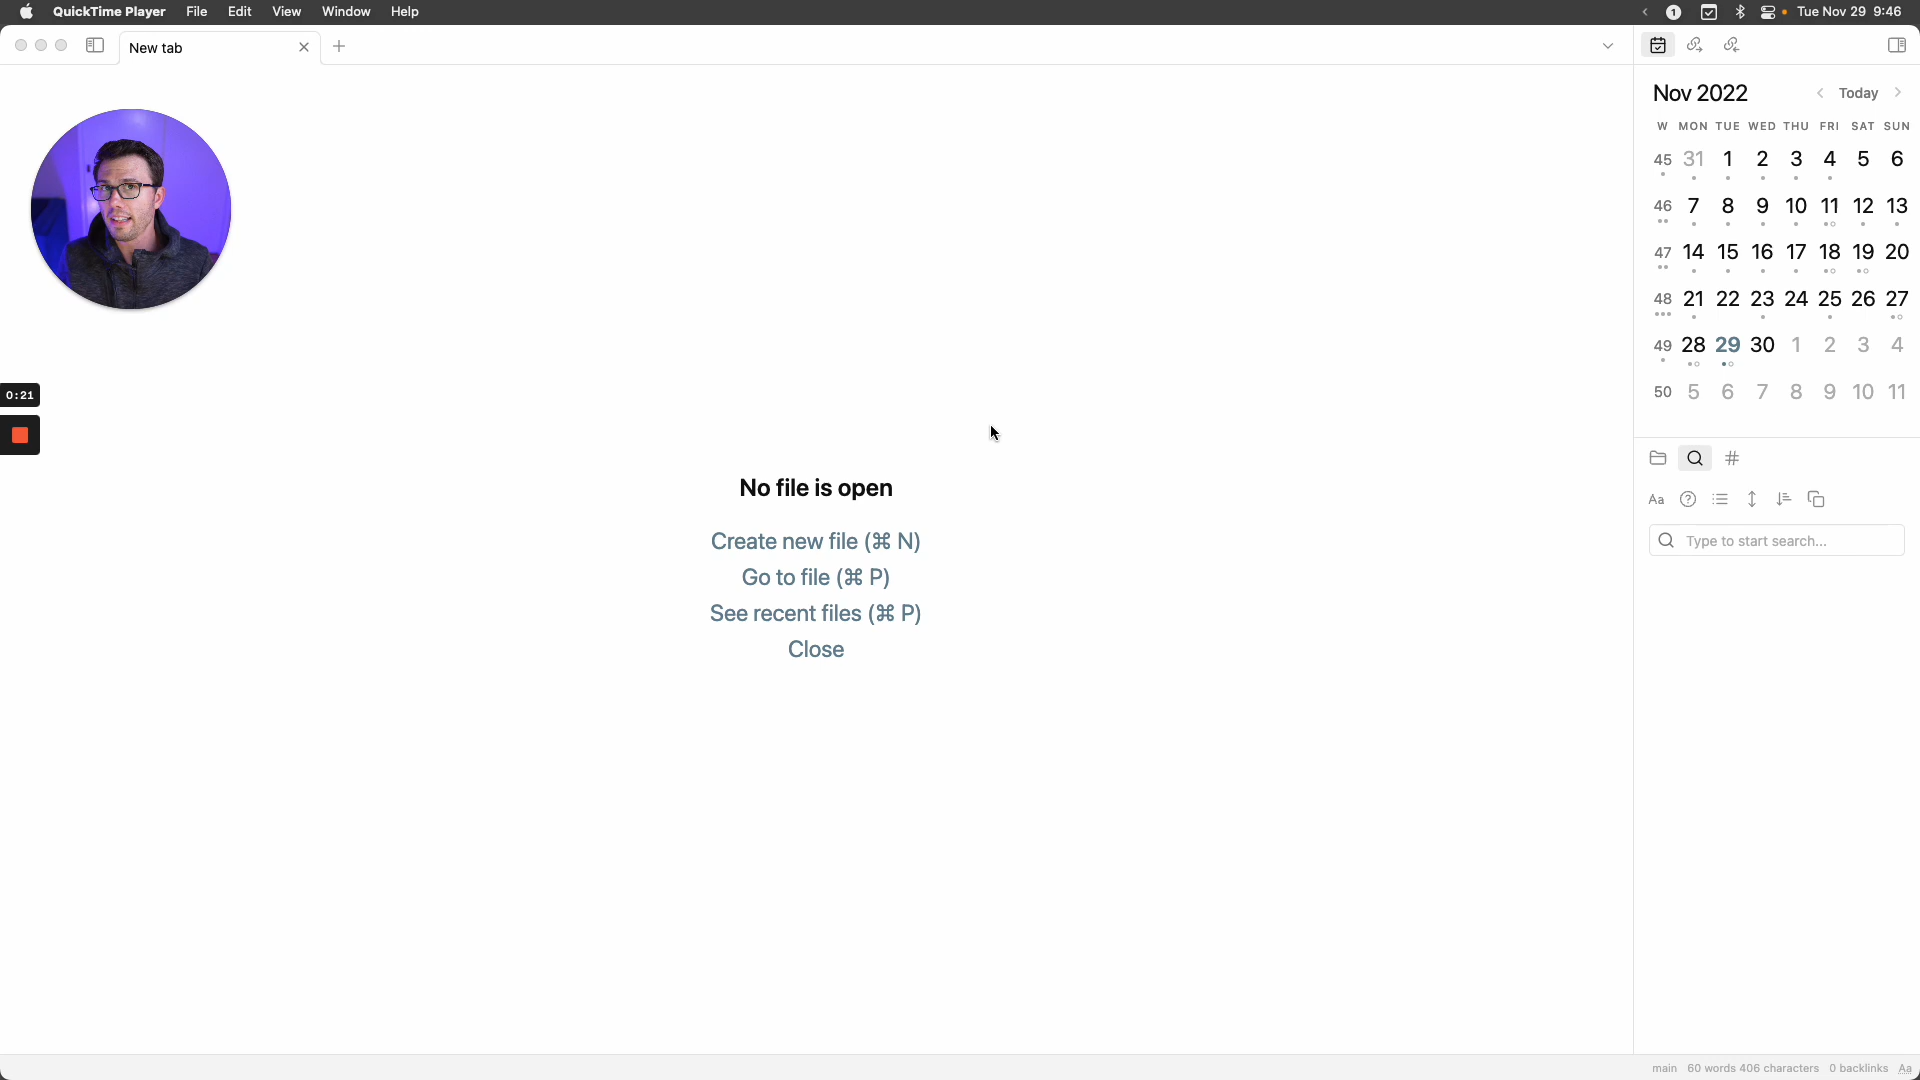 QuickTime Player File Edit View Window Help
1 Tue Nov 29 9:46
New tab
0:21
No file is open
Create new file (⌘ N)
Go to file (⌘ P)
See recent files (⌘ P)
Close
Nov 2022
Today
W MON TUE WED THU FRI SAT SUN
45 31 1 2 3 4 5 6
46 7 8 9 10 11 12 13
47 14 15 16 17 18 19 20
48 21 22 23 24 25 26 27
49 28 29 30 1 2 3 4
50 5 6 7 8 9 10 11
Aa
Type to start search...
main 60 words 406 characters 0 backlinks Aa